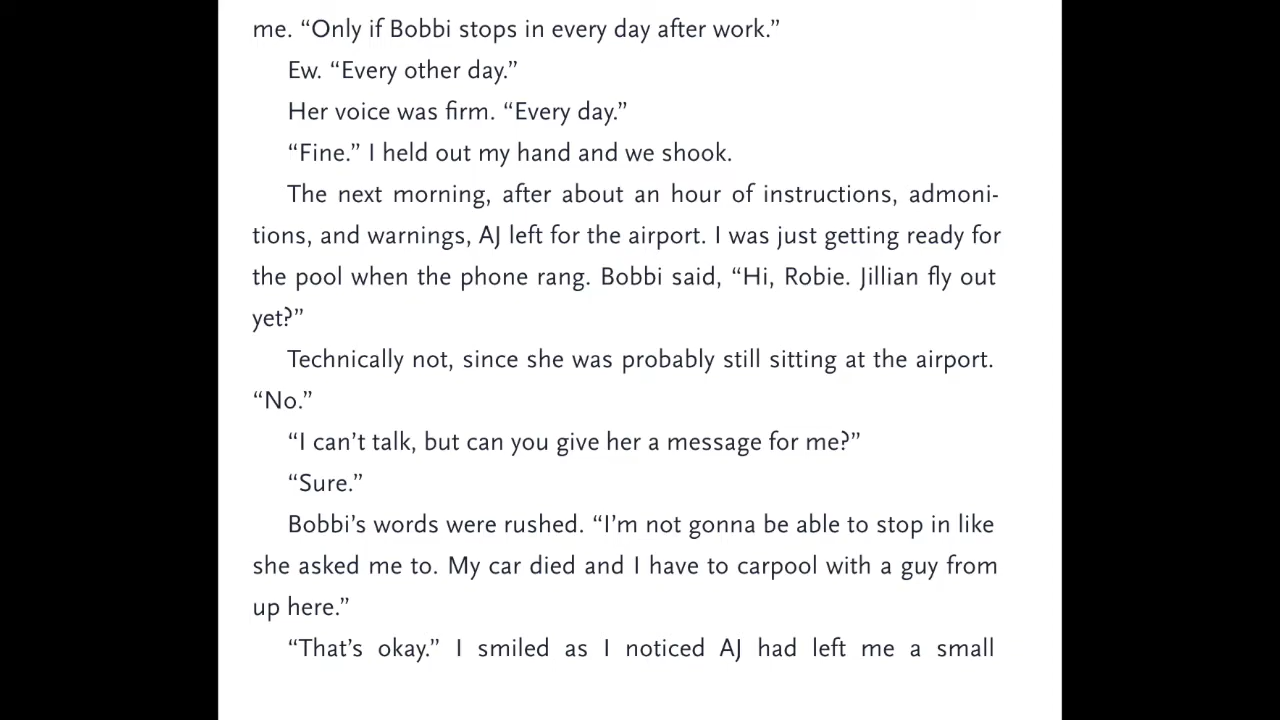 me. “Only if Bobbi stops in every day after work.”
Ew. “Every other day.”
Her voice was firm. “Every day.”
“Fine.” I held out my hand and we shook.
The next morning, after about an hour of instructions, admoni-
tions, and warnings, AJ left for the airport. I was just getting ready for
the pool when the phone rang. Bobbi said, “Hi, Robie. Jillian fly out
yet?”
Technically not, since she was probably still sitting at the airport.
“No.”
“I can’t talk, but can you give her a message for me?”
“Sure.”
Bobbi’s words were rushed. “I’m not gonna be able to stop in like
she asked me to. My car died and I have to carpool with a guy from
up here.”
“That’s okay.” I smiled as I noticed AJ had left me a small